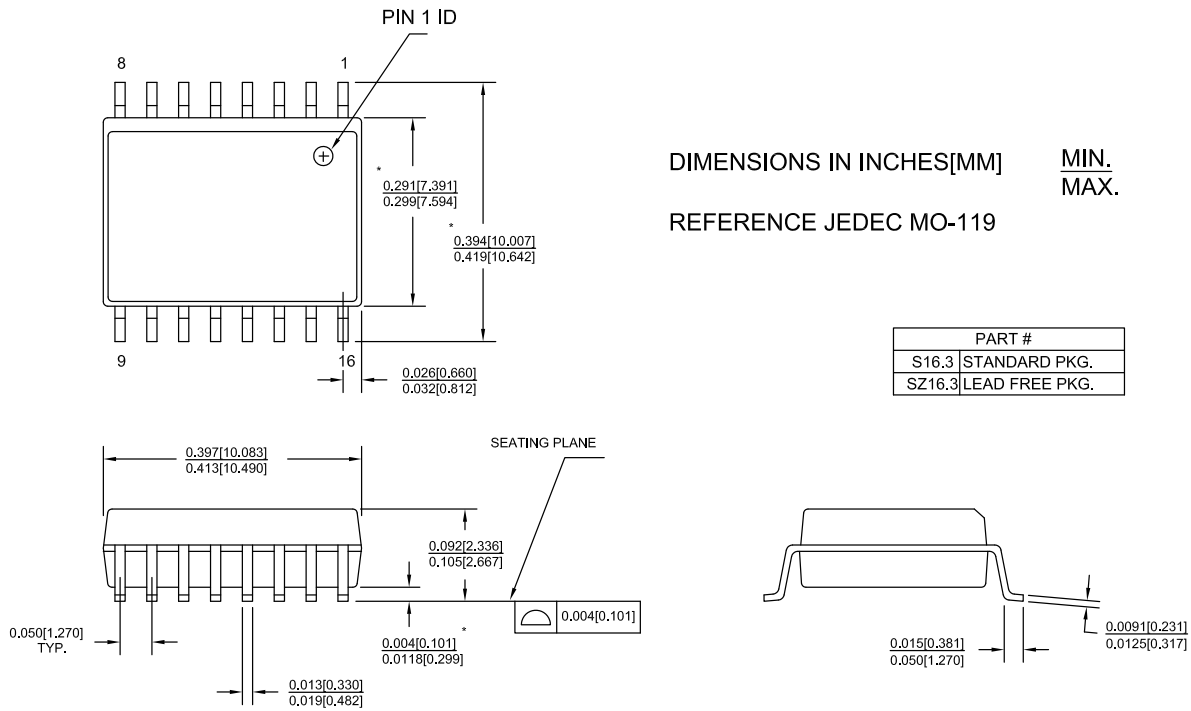 PIN 1 ID
8
1
*
0.291[7.391]
0.299[7.594]
*
0.394[10.007]
0.419[10.642]
9
16
0.026[0.660]
0.032[0.812]
DIMENSIONS IN INCHES[MM]
MIN.
MAX.
REFERENCE JEDEC MO-119
PART #
S16.3 STANDARD PKG.
SZ16.3 LEAD FREE PKG.
0.397[10.083]
0.413[10.490]
SEATING PLANE
0.092[2.336]
0.105[2.667]
0.004[0.101]
0.050[1.270]
TYP.
*
0.004[0.101]
0.0118[0.299]
0.013[0.330]
0.019[0.482]
0.015[0.381]
0.050[1.270]
0.0091[0.231]
0.0125[0.317]